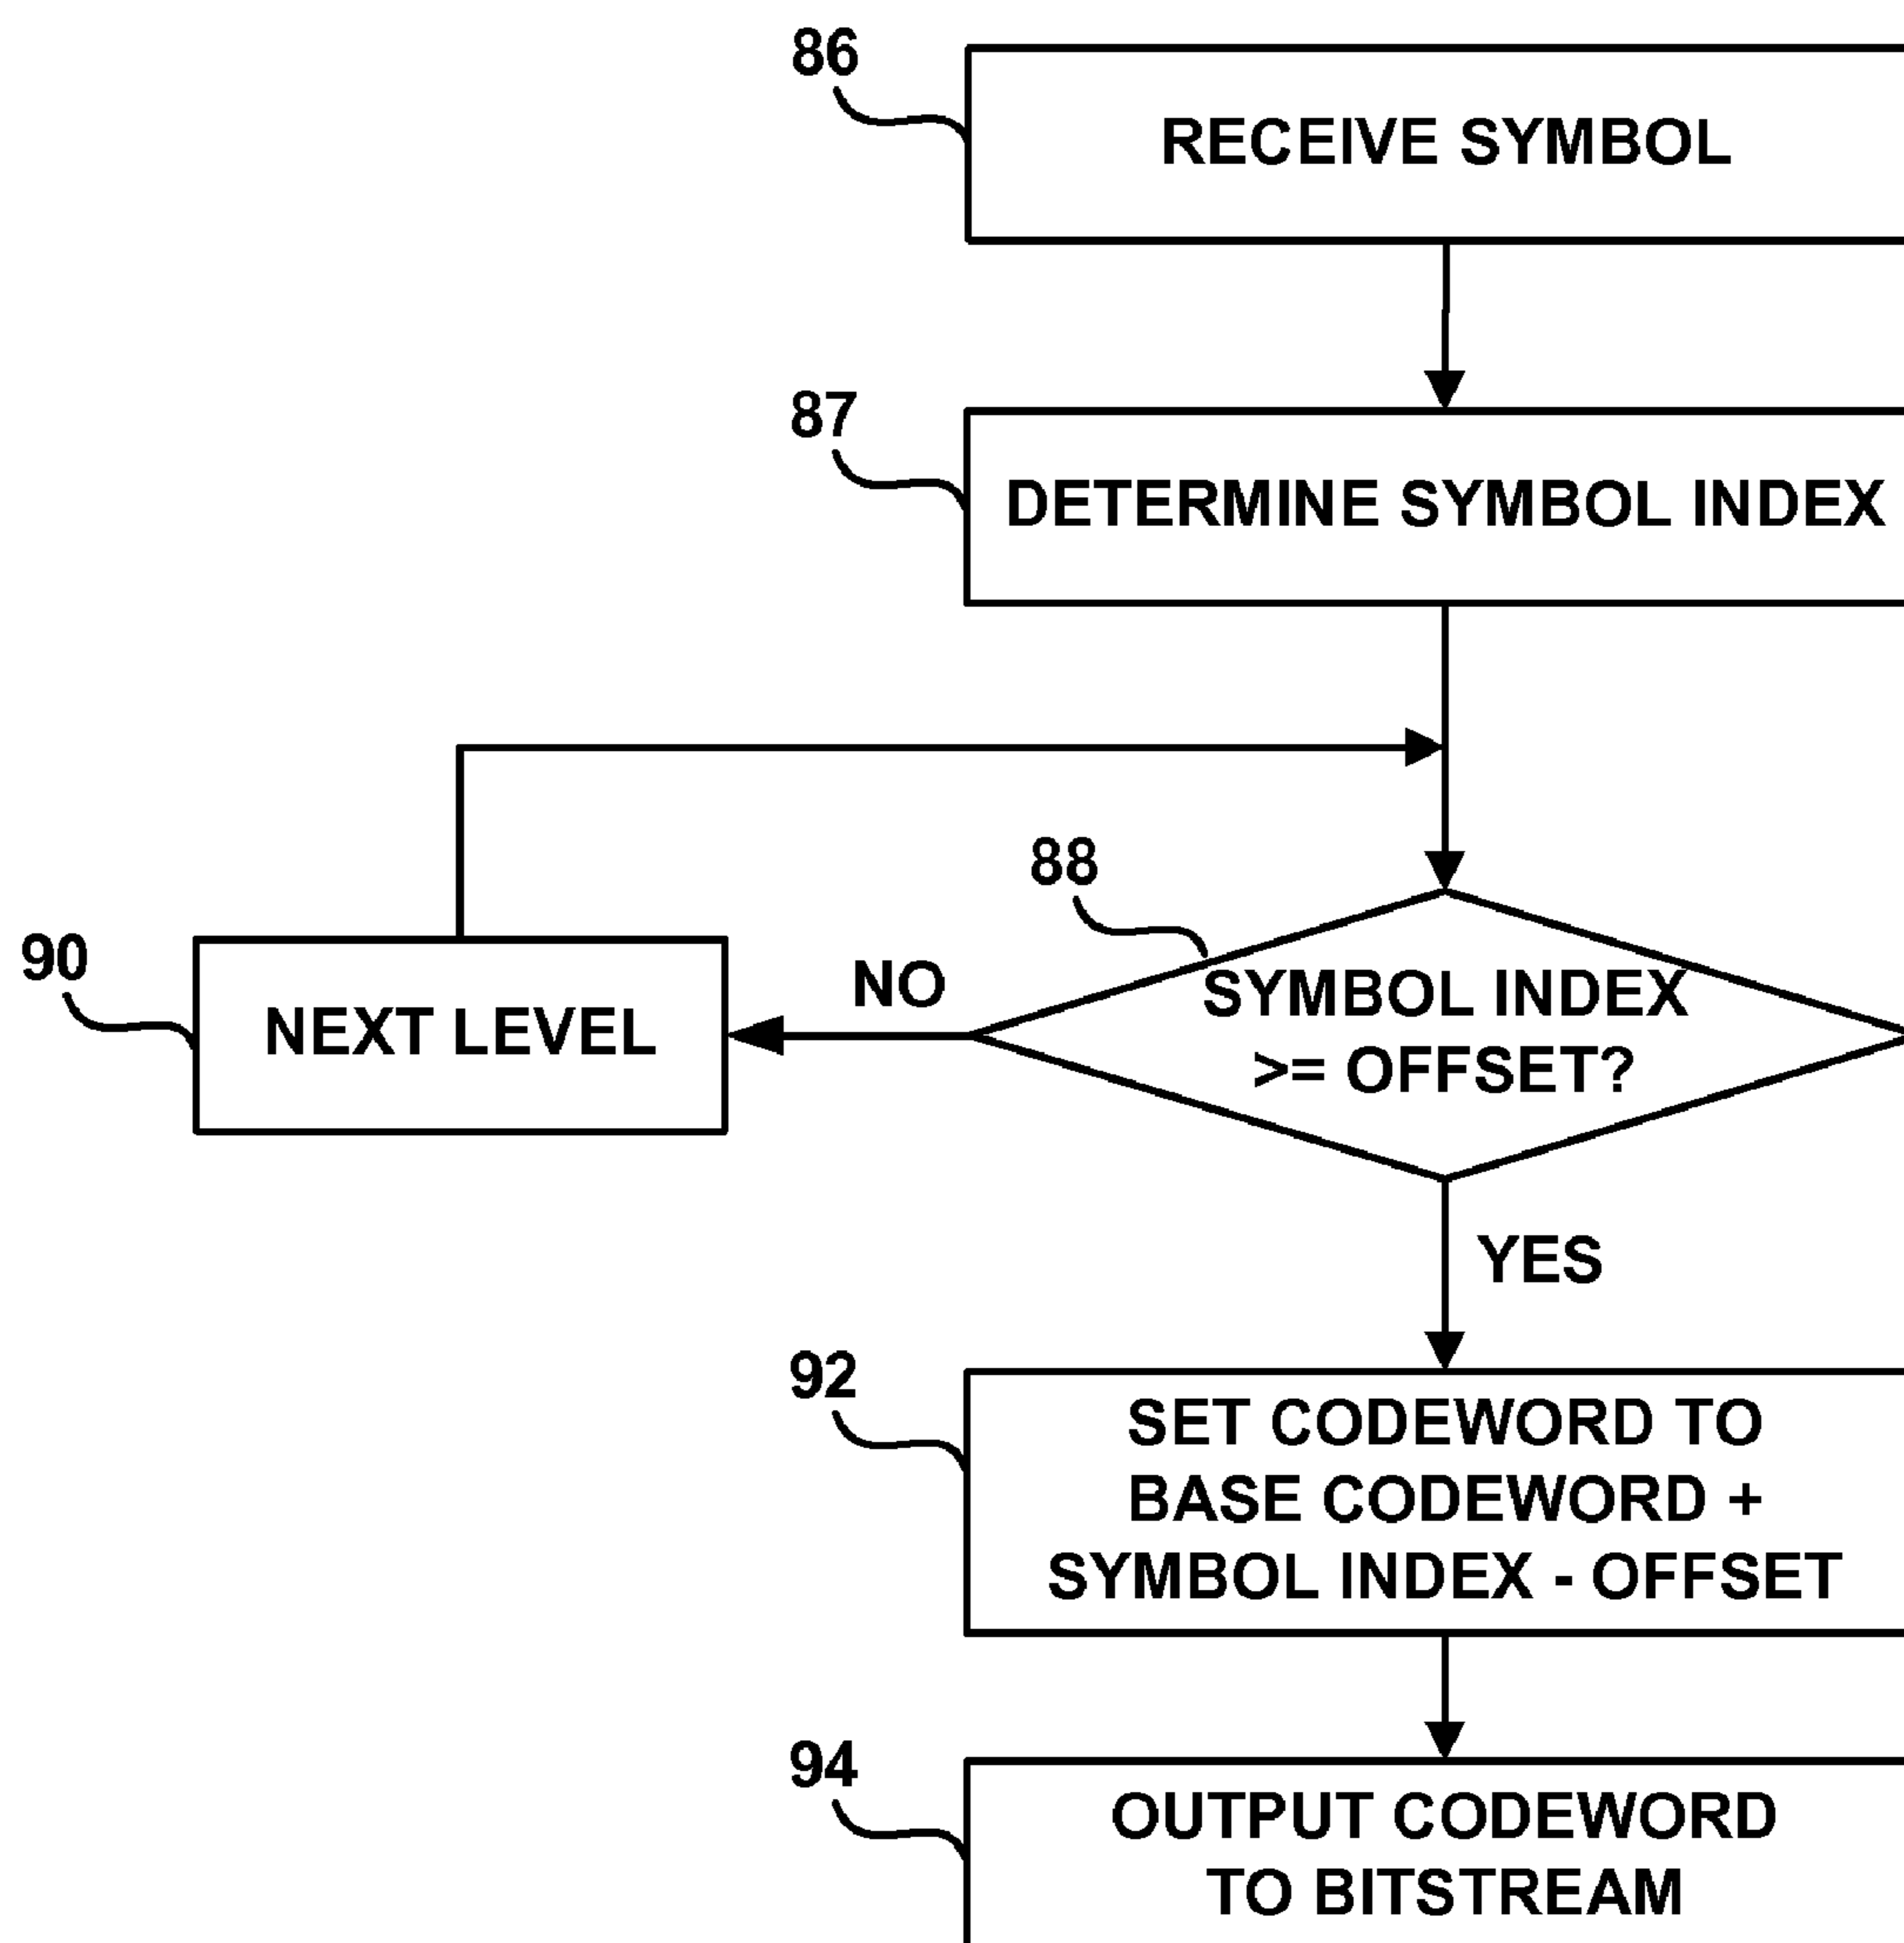 86
RECEIVE SYMBOL
87
DETERMINE SYMBOL INDEX
88
SYMBOL INDEX
>= OFFSET?
NO
90
NEXT LEVEL
YES
92
SET CODEWORD TO
BASE CODEWORD +
SYMBOL INDEX - OFFSET
94
OUTPUT CODEWORD
TO BITSTREAM